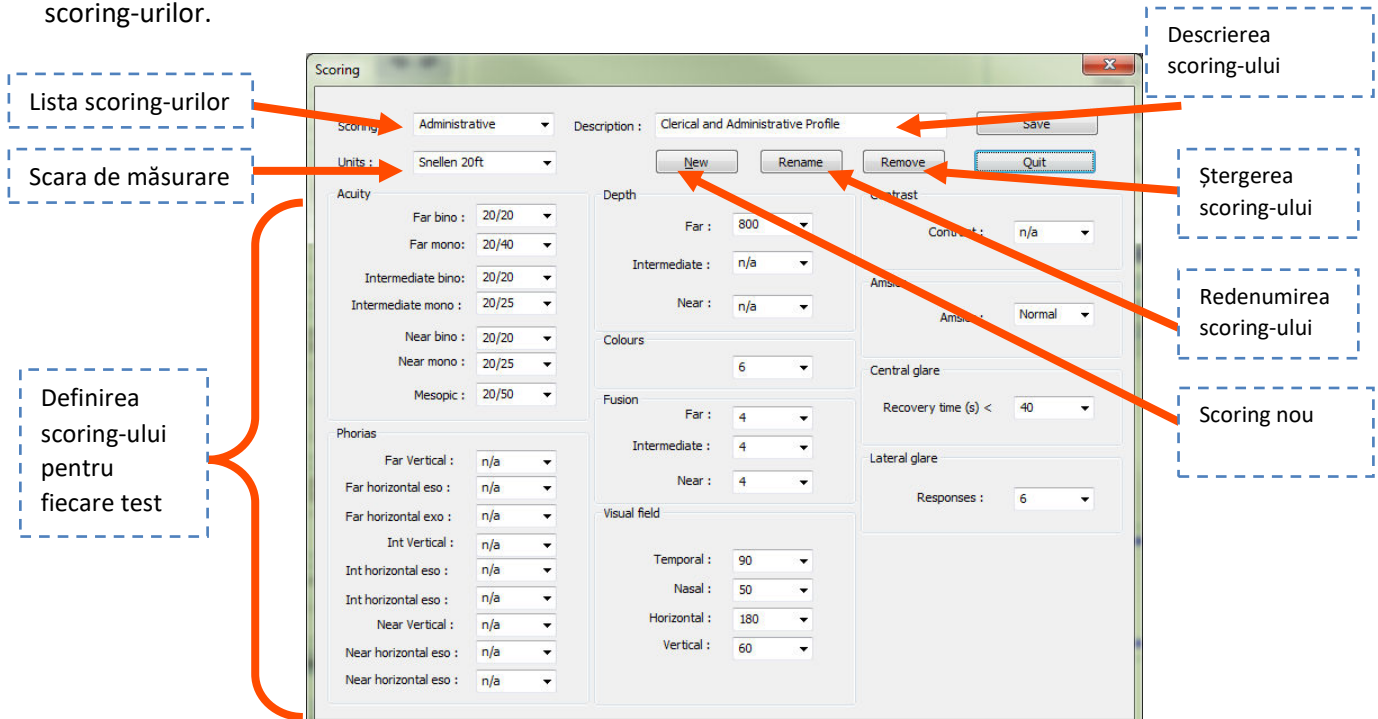 scoring-urilor.
Descrierea
scoring-ului
Scoring
Lista scoring-urilor
Scoring
Administrative
Description :
Clerical and Administrative Profile
Save
Scara de măsurare
Units :
Snellen 20ft
New
Rename
Remove
Quit
Ștergerea
scoring-ului
Redenumirea
scoring-ului
Scoring nou
Definirea
scoring-ului
pentru
fiecare test
Acuity
Far bino : 20/20
Far mono: 20/40
Intermediate bino: 20/20
Intermediate mono : 20/25
Near bino : 20/20
Near mono : 20/25
Mesopic : 20/50
Phorias
Far Vertical : n/a
Far horizontal eso : n/a
Far horizontal exo : n/a
Int Vertical : n/a
Int horizontal eso : n/a
Int horizontal eso : n/a
Near Vertical : n/a
Near horizontal eso : n/a
Near horizontal eso : n/a
Depth
Far : 800
Intermediate : n/a
Near : n/a
Colours
6
Fusion
Far : 4
Intermediate : 4
Near : 4
Visual field
Temporal : 90
Nasal : 50
Horizontal : 180
Vertical : 60
Contrast
Contrast : n/a
Amsler
Amsler : Normal
Central glare
Recovery time (s) < 40
Lateral glare
Responses : 6